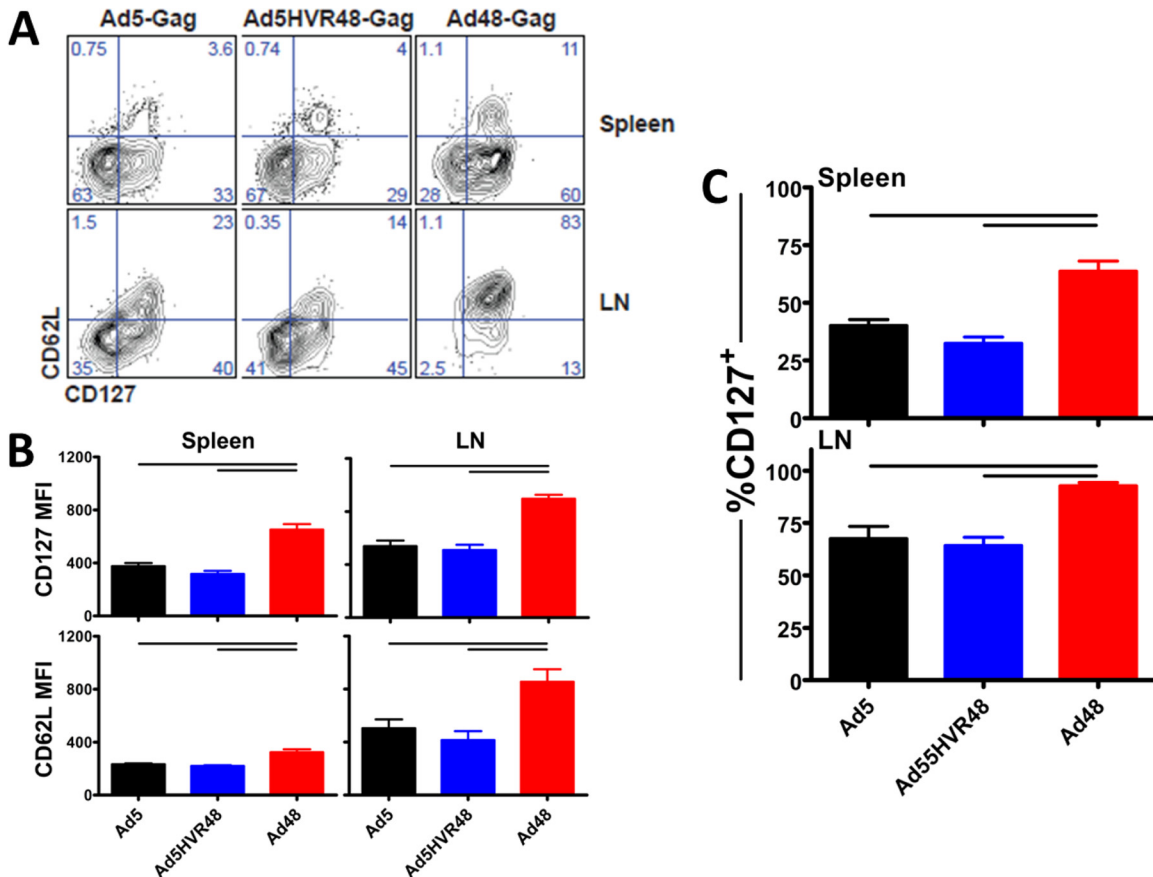 A
Ad5-Gag Ad5HVR48-Gag Ad48-Gag
0.75 3.6 0.74 4 1.1 11
Spleen
63 33 67 29 28 60
1.5 23 0.35 14 1.1 83
LN
35 40 41 45 2.5 13
CD62L
CD127
B
Spleen LN
1200
800
400
0
CD127 MFI
1200
800
400
0
CD62L MFI
Ad5 Ad5HVR48 Ad48 Ad5 Ad5HVR48 Ad48
C
Spleen
100
75
50
25
0
%CD127+
LN
100
75
50
25
0
Ad5 Ad55HVR48 Ad48